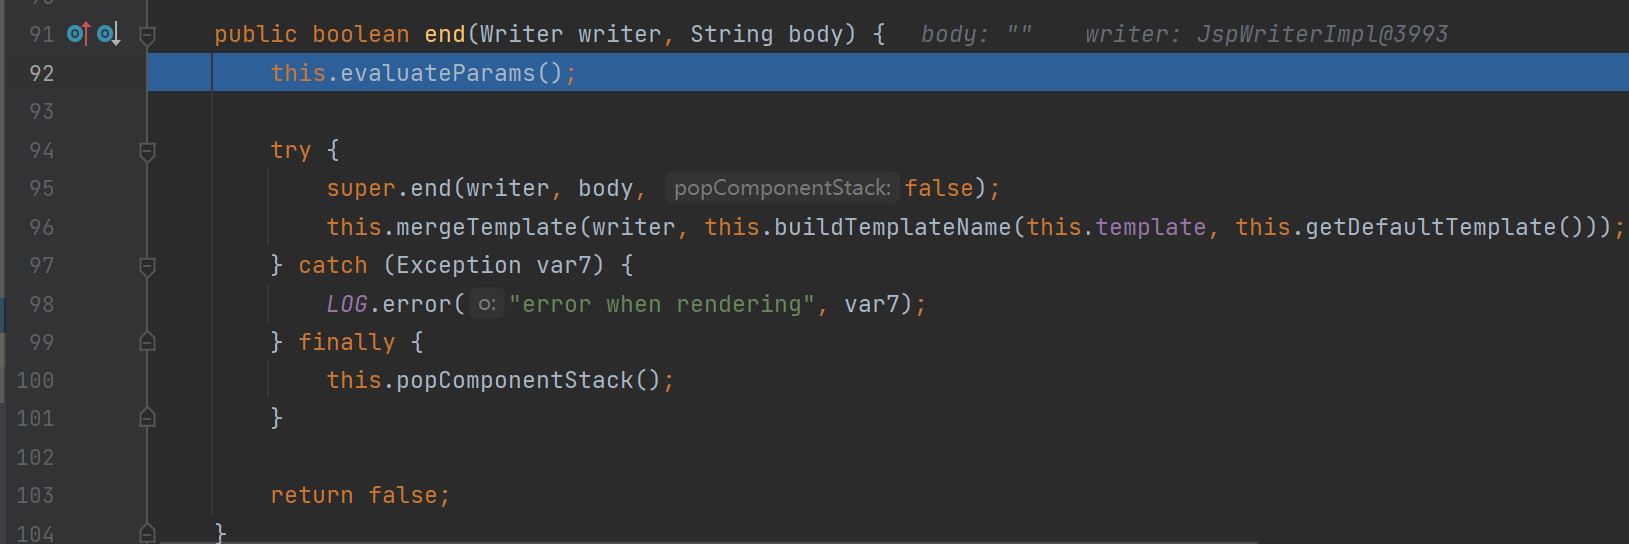 91 public boolean end(Writer writer, String body) { body: "" writer: JspWriterImpl@3993
92 this.evaluateParams();
93
94 try {
95 super.end(writer, body, popComponentStack: false);
96 this.mergeTemplate(writer, this.buildTemplateName(this.template, this.getDefaultTemplate()));
97 } catch (Exception var7) {
98 LOG.error( o: "error when rendering", var7);
99 } finally {
100 this.popComponentStack();
101 }
102
103 return false;
104 }